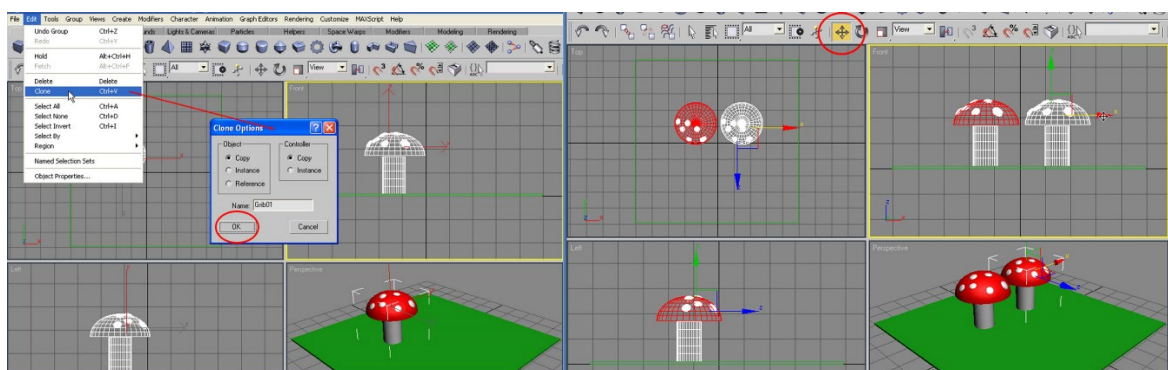 File Edit Tools Group Views Create Modifiers Character Animation Graph Editors Rendering Customize MAXScript Help
Undo Group Ctrl+Z
Redo Ctrl+Y
Hold Alt+Ctrl+H
Fetch Alt+Ctrl+F
Delete Delete
Clone Ctrl+V
Select All Ctrl+A
Select None Ctrl+D
Select Invert Ctrl+I
Select By
Region
Named Selection Sets
Object Properties...
Lights & Cameras Particles Helpers Space Warps Modifiers Modeling Rendering
All
View
Top
Front
Clone Options
Object
Copy
Instance
Reference
Controller
Copy
Instance
Name: Grib01
OK Cancel
Left
Perspective
All
View
Top
Front
Left
Perspective